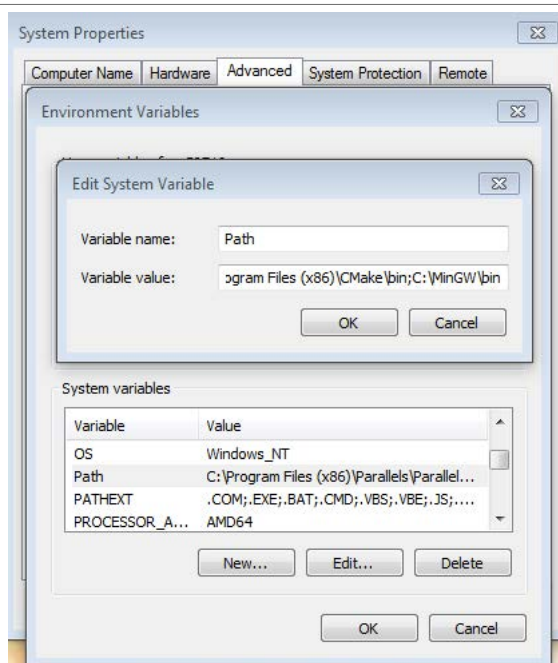 System Properties
Computer Name Hardware Advanced System Protection Remote
Environment Variables
Edit System Variable
Variable name: Path
Variable value: ogram Files (x86)\CMake\bin;C:\MinGW\bin
OK Cancel
System variables
Variable Value
OS Windows_NT
Path C:\Program Files (x86)\Parallels\Parallel...
PATHEXT .COM;.EXE;.BAT;.CMD;.VBS;.VBE;.JS;....
PROCESSOR_A... AMD64
New... Edit... Delete
OK Cancel